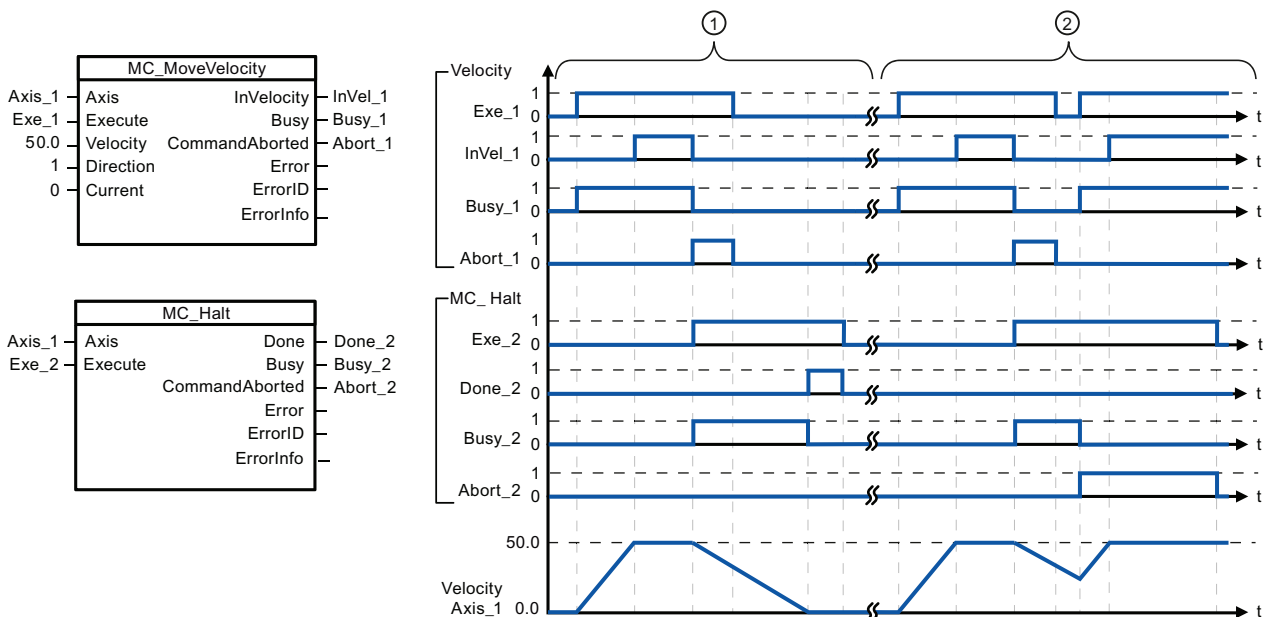 1
2
MC_MoveVelocity
Axis_1
Axis
InVelocity
InVel_1
Exe_1
Execute
Busy
Busy_1
50.0
Velocity
CommandAborted
Abort_1
1
Direction
Error
0
Current
ErrorID
ErrorInfo
MC_Halt
Axis_1
Axis
Done
Done_2
Exe_2
Execute
Busy
Busy_2
CommandAborted
Abort_2
Error
ErrorID
ErrorInfo
Velocity
Exe_1
1
0
t
InVel_1
1
0
t
Busy_1
1
0
t
Abort_1
1
0
t
MC_ Halt
Exe_2
1
0
t
Done_2
1
0
t
Busy_2
1
0
t
Abort_2
1
0
t
50.0
Velocity
Axis_1
0.0
t